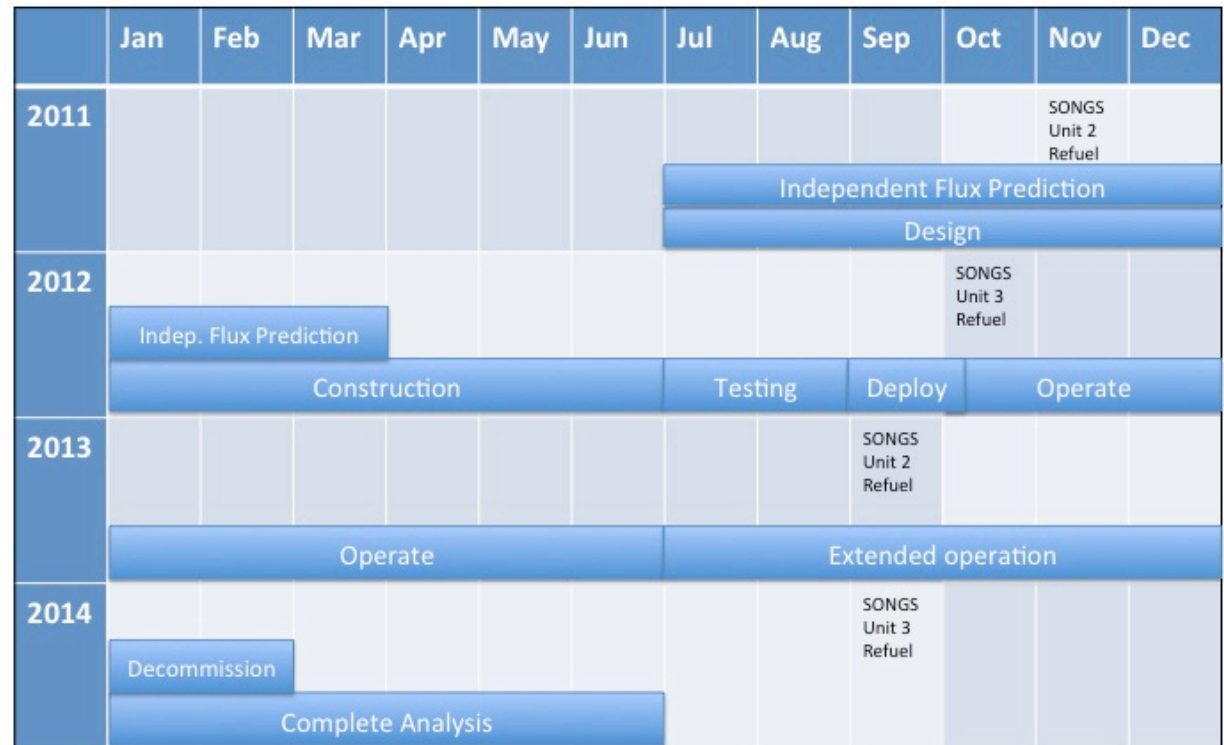 Jan Feb Mar Apr May Jun Jul Aug Sep Oct Nov Dec
2011
SONGS
Unit 2
Refuel
Independent Flux Prediction
Design
2012
SONGS
Unit 3
Refuel
Indep. Flux Prediction
Construction Testing Deploy Operate
2013
SONGS
Unit 2
Refuel
Operate Extended operation
2014
SONGS
Unit 3
Refuel
Decommission
Complete Analysis